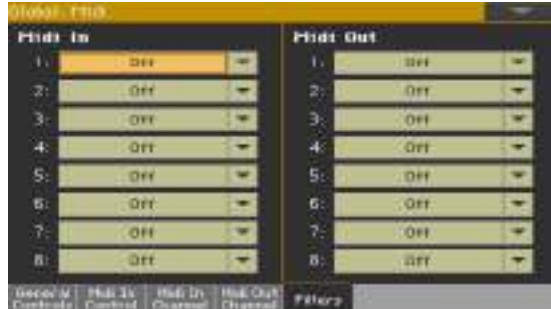 Global: Midi
Midi In
Midi Out
1: Off
1: Off
2: Off
2: Off
3: Off
3: Off
4: Off
4: Off
5: Off
5: Off
6: Off
6: Off
7: Off
7: Off
8: Off
8: Off
General Controls
Midi In Control
Midi In Channel
Midi Out Channel
Filters